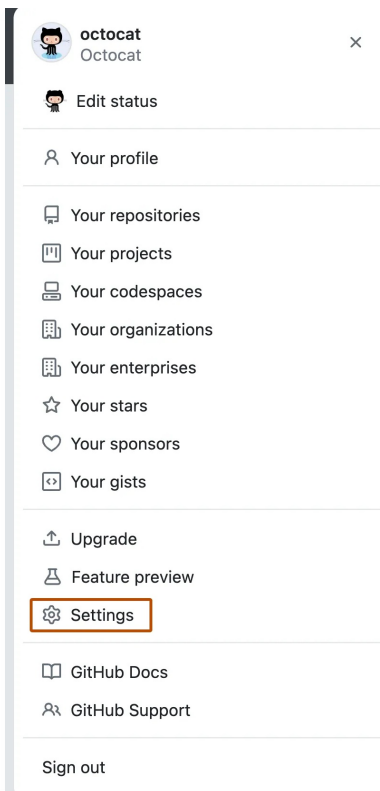 octocat
Octocat
Edit status
Your profile
Your repositories
Your projects
Your codespaces
Your organizations
Your enterprises
Your stars
Your sponsors
Your gists
Upgrade
Feature preview
Settings
GitHub Docs
GitHub Support
Sign out